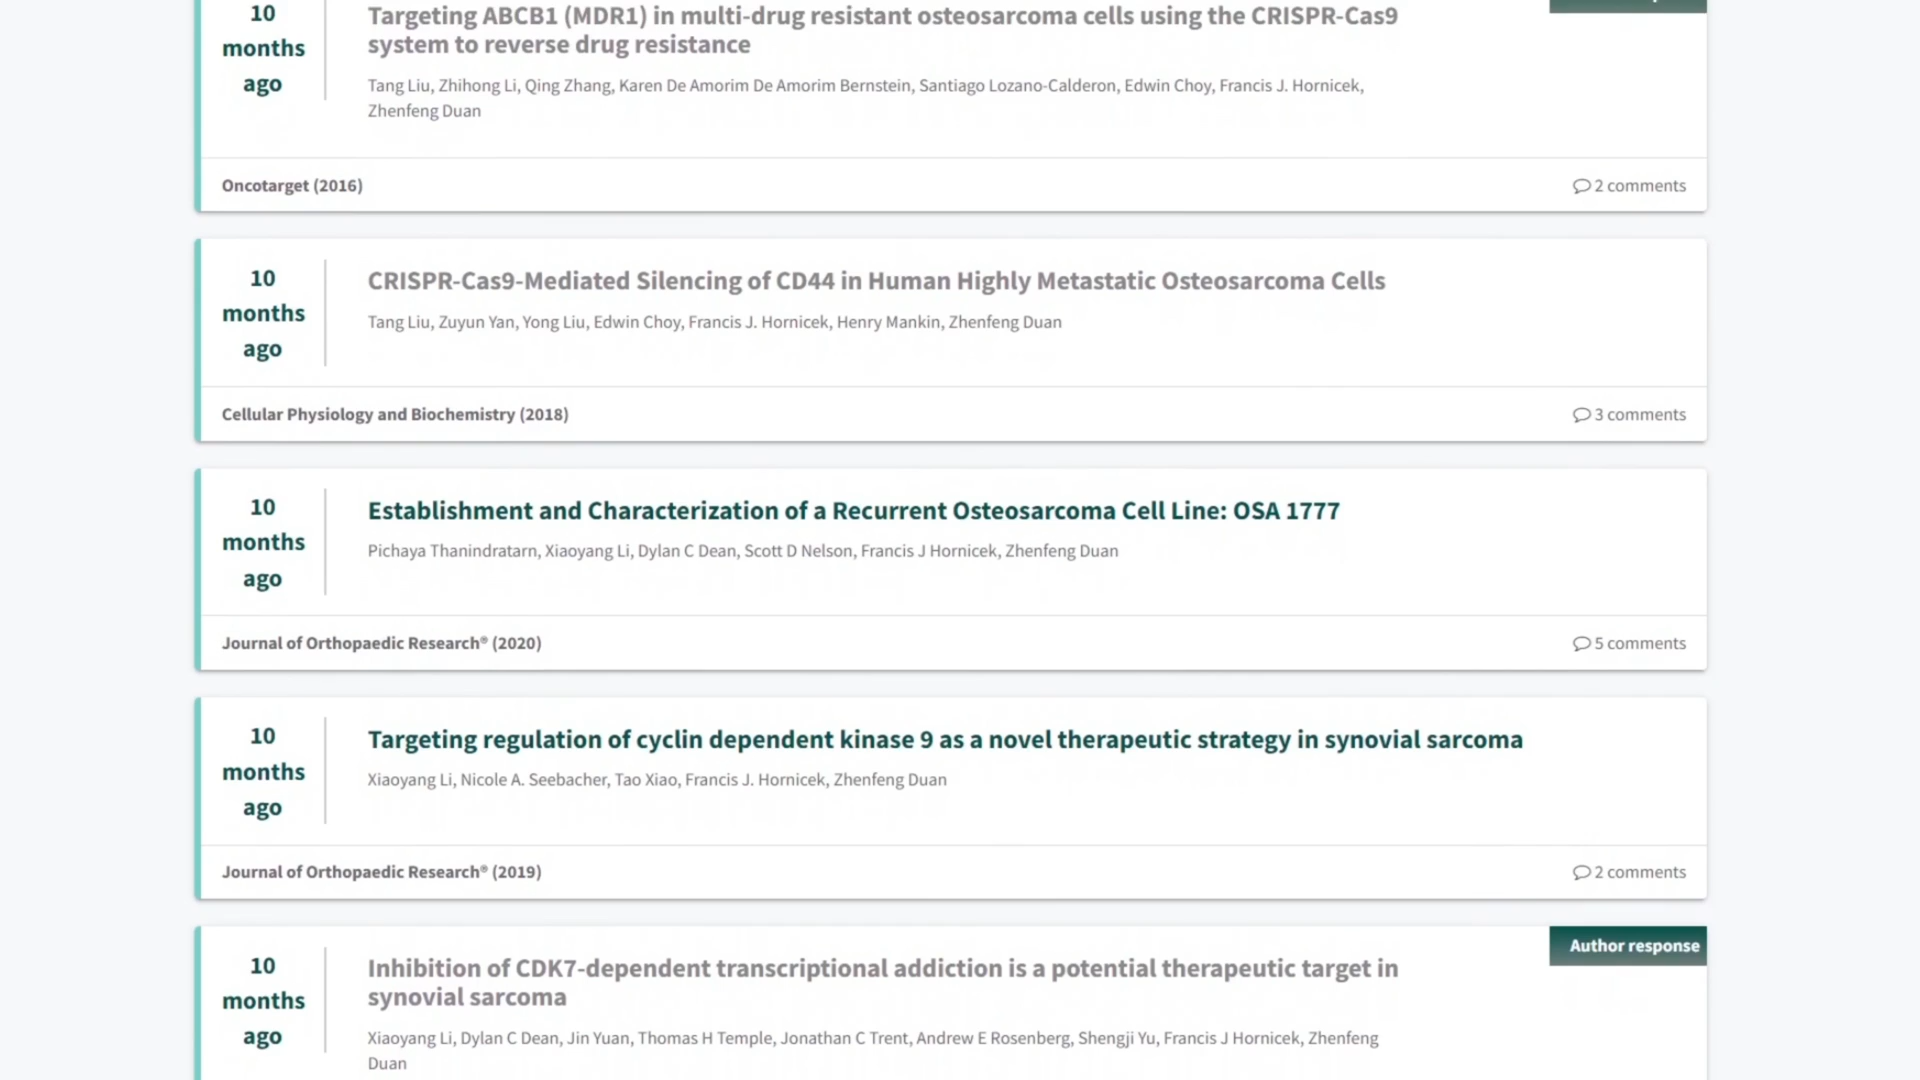 10
months
ago
Targeting ABCB1 (MDR1) in multi-drug resistant osteosarcoma cells using the CRISPR-Cas9
system to reverse drug resistance
Tang Liu, Zhihong Li, Qing Zhang, Karen De Amorim De Amorim Bernstein, Santiago Lozano-Calderon, Edwin Choy, Francis J. Hornicek,
Zhenfeng Duan
Oncotarget (2016)
2 comments
10
months
ago
CRISPR-Cas9-Mediated Silencing of CD44 in Human Highly Metastatic Osteosarcoma Cells
Tang Liu, Zuyun Yan, Yong Liu, Edwin Choy, Francis J. Hornicek, Henry Mankin, Zhenfeng Duan
Cellular Physiology and Biochemistry (2018)
3 comments
10
months
ago
Establishment and Characterization of a Recurrent Osteosarcoma Cell Line: OSA 1777
Pichaya Thanindratarn, Xiaoyang Li, Dylan C Dean, Scott D Nelson, Francis J Hornicek, Zhenfeng Duan
Journal of Orthopaedic Research® (2020)
5 comments
10
months
ago
Targeting regulation of cyclin dependent kinase 9 as a novel therapeutic strategy in synovial sarcoma
Xiaoyang Li, Nicole A. Seebacher, Tao Xiao, Francis J. Hornicek, Zhenfeng Duan
Journal of Orthopaedic Research® (2019)
2 comments
Author response
10
months
ago
Inhibition of CDK7-dependent transcriptional addiction is a potential therapeutic target in
synovial sarcoma
Xiaoyang Li, Dylan C Dean, Jin Yuan, Thomas H Temple, Jonathan C Trent, Andrew E Rosenberg, Shengji Yu, Francis J Hornicek, Zhenfeng
Duan